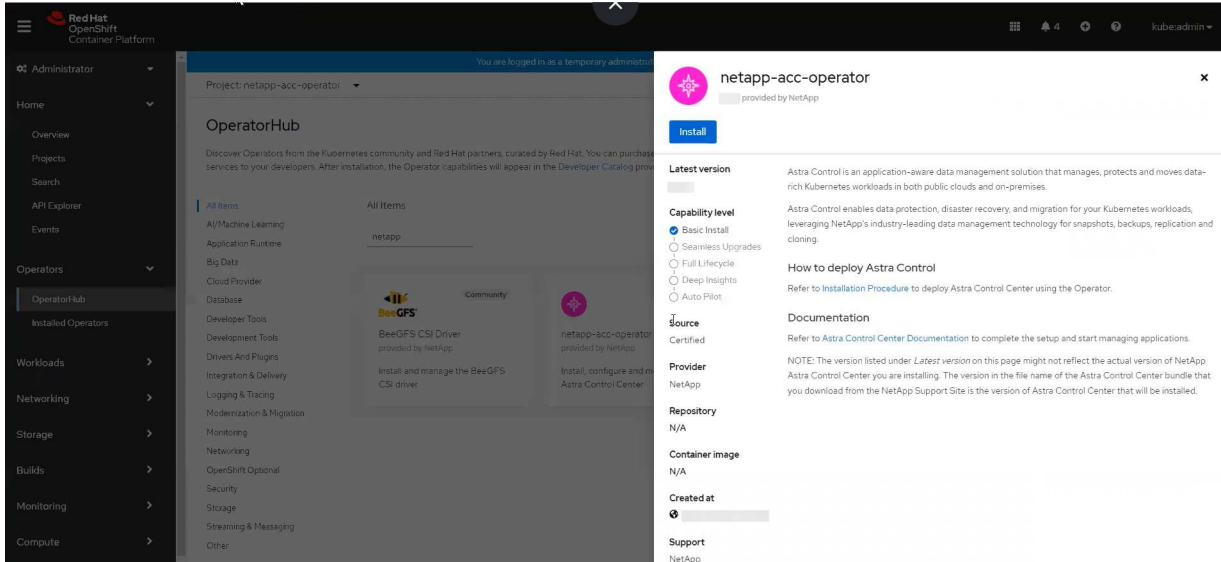 Red Hat
OpenShift
Container Platform
4
kube:admin
Administrator
Home
Overview
Projects
Search
API Explorer
Events
Operators
OperatorHub
Installed Operators
Workloads
Networking
Storage
Builds
Monitoring
Compute
You are logged in as a temporary administrat
Project: netapp-acc-operator
OperatorHub
Discover Operators from the Kubernetes community and Red Hat partners, curated by Red Hat. You can purchase
services to your developers. After installation, the Operator capabilities will appear in the Developer Catalog provi
All Items
AI/Machine Learning
Application Runtime
Big Data
Cloud Provider
Database
Developer Tools
Development Tools
Drivers And Plugins
Integration & Delivery
Logging & Tracing
Modernization & Migration
Monitoring
Networking
OpenShift Optional
Security
Storage
Streaming & Messaging
Other
All Items
netapp
Community
BeeGFS
BeeGFS CSI Driver
provided by NetApp
Install and manage the BeeGFS
CSI driver
netapp-acc-operator
provided by NetApp
Install, configure and m
Astra Control Center
netapp-acc-operator
provided by NetApp
Install
Latest version
Capability level
Basic Install
Seamless Upgrades
Full Lifecycle
Deep Insights
Auto Pilot
Source
Certified
Provider
NetApp
Repository
N/A
Container image
N/A
Created at
Support
NetApp
Astra Control is an application-aware data management solution that manages, protects and moves data-
rich Kubernetes workloads in both public clouds and on-premises.
Astra Control enables data protection, disaster recovery, and migration for your Kubernetes workloads,
leveraging NetApp's industry-leading data management technology for snapshots, backups, replication and
cloning.
How to deploy Astra Control
Refer to Installation Procedure to deploy Astra Control Center using the Operator.
Documentation
Refer to Astra Control Center Documentation to complete the setup and start managing applications.
NOTE: The version listed under Latest version on this page might not reflect the actual version of NetApp
Astra Control Center you are installing. The version in the file name of the Astra Control Center bundle that
you download from the NetApp Support Site is the version of Astra Control Center that will be installed.